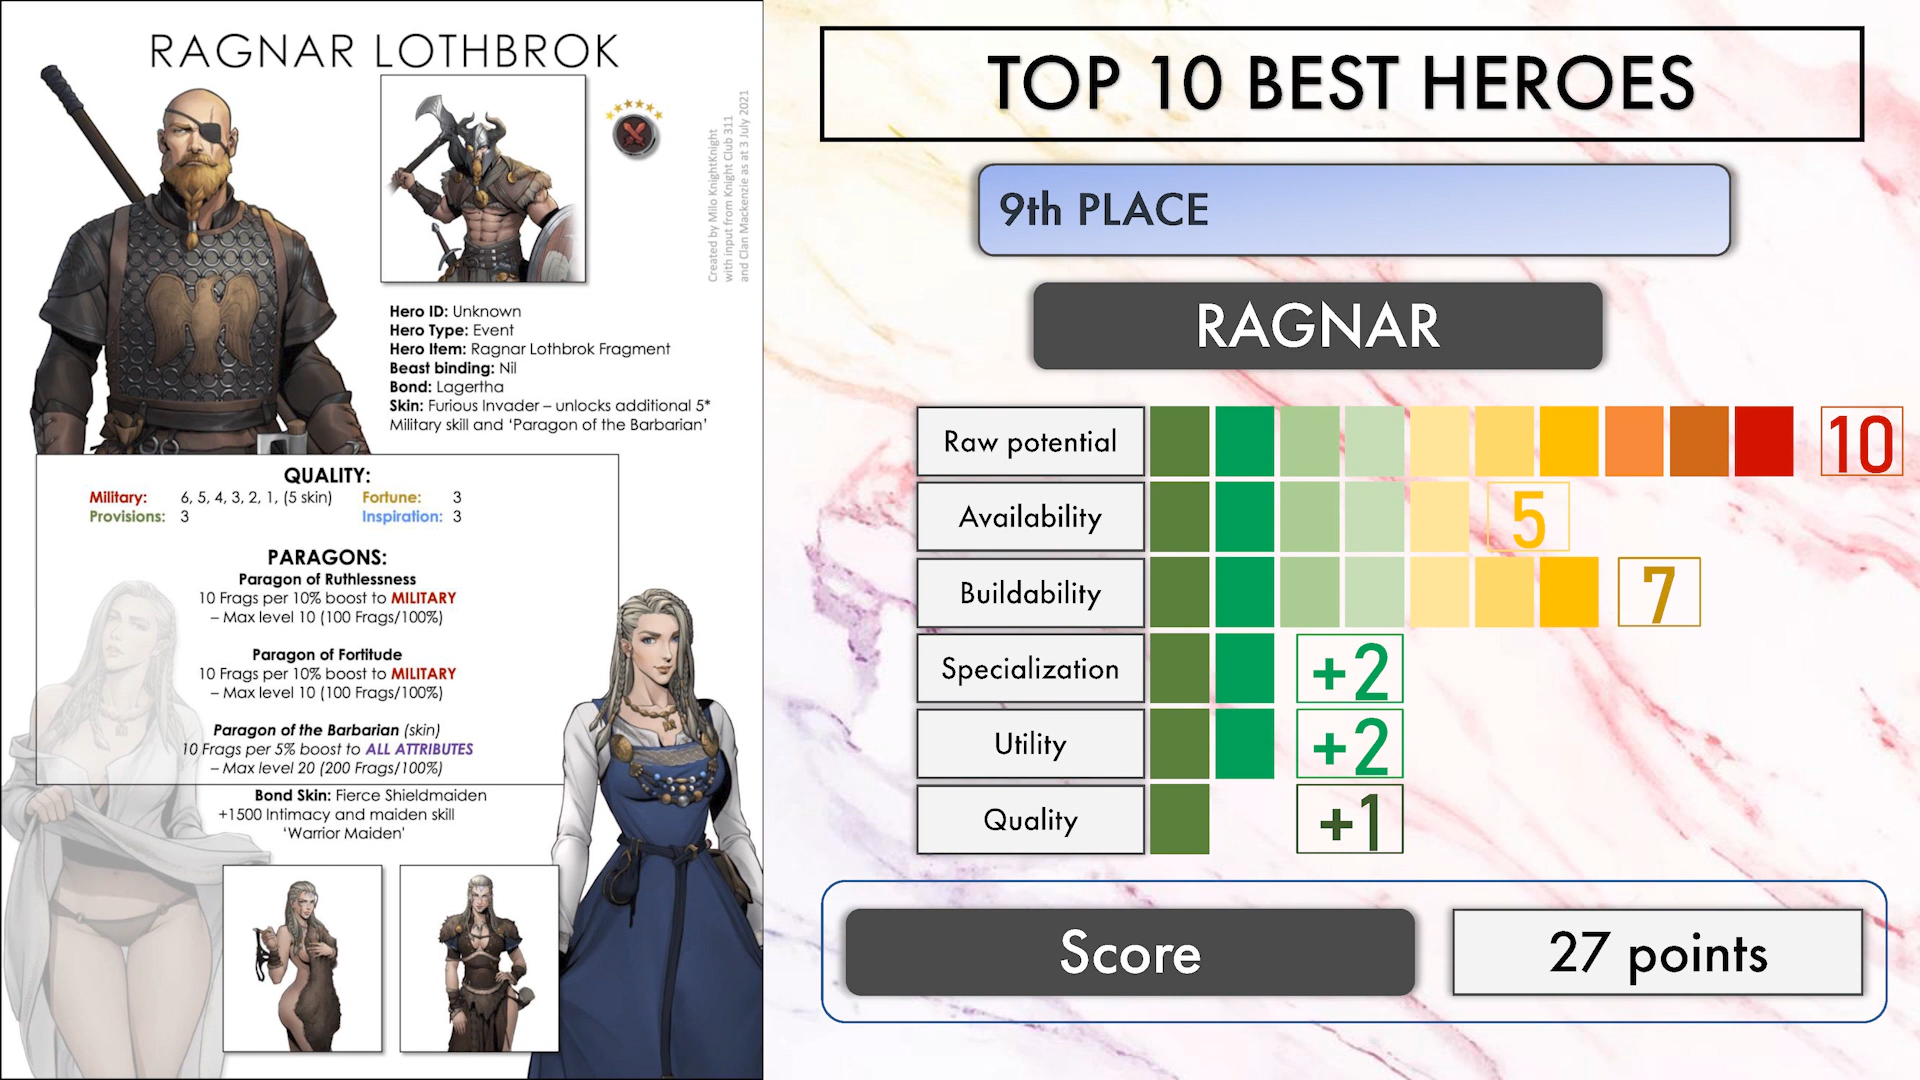 RAGNAR LOTHBROK
Created by Milo KnightKnight
with input from Knight Club 311
and Clan Mackenzie as at 3 July 2021
Hero ID: Unknown
Hero Type: Event
Hero Item: Ragnar Lothbrok Fragment
Beast binding: Nil
Bond: Lagertha
Skin: Furious Invader – unlocks additional 5*
Military skill and ‘Paragon of the Barbarian’
QUALITY:
Military: 6, 5, 4, 3, 2, 1, (5 skin) Fortune: 3
Provisions: 3 Inspiration: 3
PARAGONS:
Paragon of Ruthlessness
10 Frags per 10% boost to MILITARY
– Max level 10 (100 Frags/100%)
Paragon of Fortitude
10 Frags per 10% boost to MILITARY
– Max level 10 (100 Frags/100%)
Paragon of the Barbarian (skin)
10 Frags per 5% boost to ALL ATTRIBUTES
– Max level 20 (200 Frags/100%)
Bond Skin: Fierce Shieldmaiden
+1500 Intimacy and maiden skill
‘Warrior Maiden’
TOP 10 BEST HEROES
9th PLACE
RAGNAR
Raw potential 10
Availability 5
Buildability 7
Specialization +2
Utility +2
Quality +1
Score 27 points